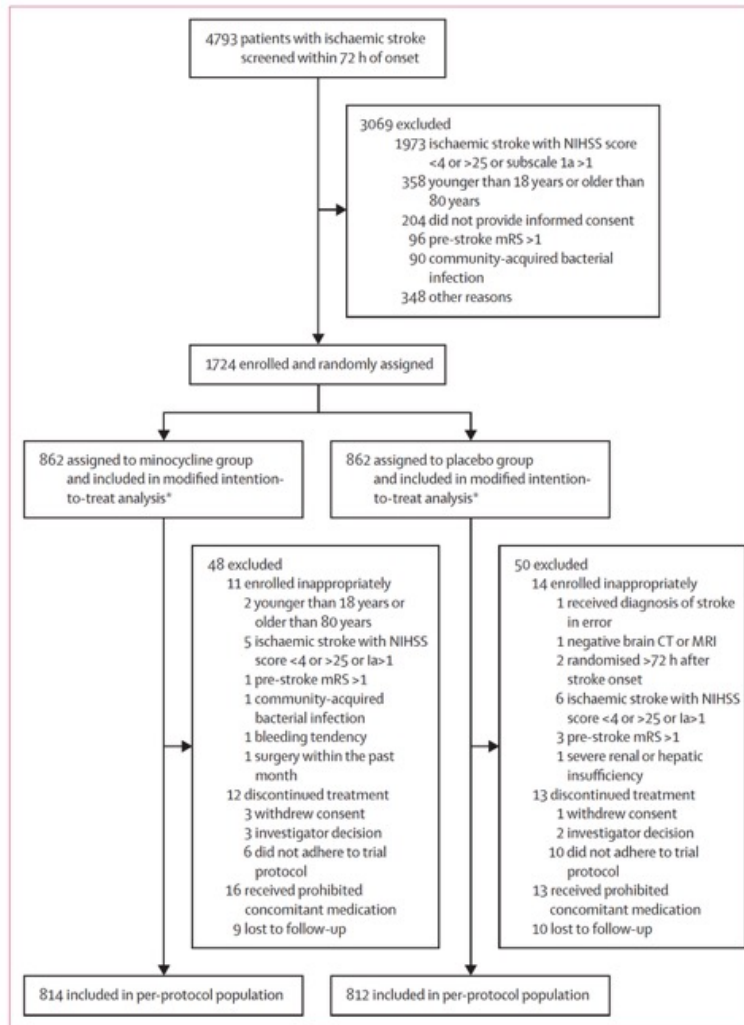 4793 patients with ischaemic stroke
screened within 72 h of onset
3069 excluded
1973 ischaemic stroke with NIHSS score
<4 or >25 or subscale 1a >1
358 younger than 18 years or older than
80 years
204 did not provide informed consent
96 pre-stroke mRS >1
90 community-acquired bacterial
infection
348 other reasons
1724 enrolled and randomly assigned
862 assigned to minocycline group
and included in modified intention-
to-treat analysis*
862 assigned to placebo group
and included in modified intention-
to-treat analysis*
48 excluded
11 enrolled inappropriately
2 younger than 18 years or
older than 80 years
5 ischaemic stroke with NIHSS
score <4 or >25 or Ia>1
1 pre-stroke mRS >1
1 community-acquired
bacterial infection
1 bleeding tendency
1 surgery within the past
month
12 discontinued treatment
3 withdrew consent
3 investigator decision
6 did not adhere to trial
protocol
16 received prohibited
concomitant medication
9 lost to follow-up
50 excluded
14 enrolled inappropriately
1 received diagnosis of stroke
in error
1 negative brain CT or MRI
2 randomised >72 h after
stroke onset
6 ischaemic stroke with NIHSS
score <4 or >25 or Ia>1
3 pre-stroke mRS >1
1 severe renal or hepatic
insufficiency
13 discontinued treatment
1 withdrew consent
2 investigator decision
10 did not adhere to trial
protocol
13 received prohibited
concomitant medication
10 lost to follow-up
814 included in per-protocol population
812 included in per-protocol population